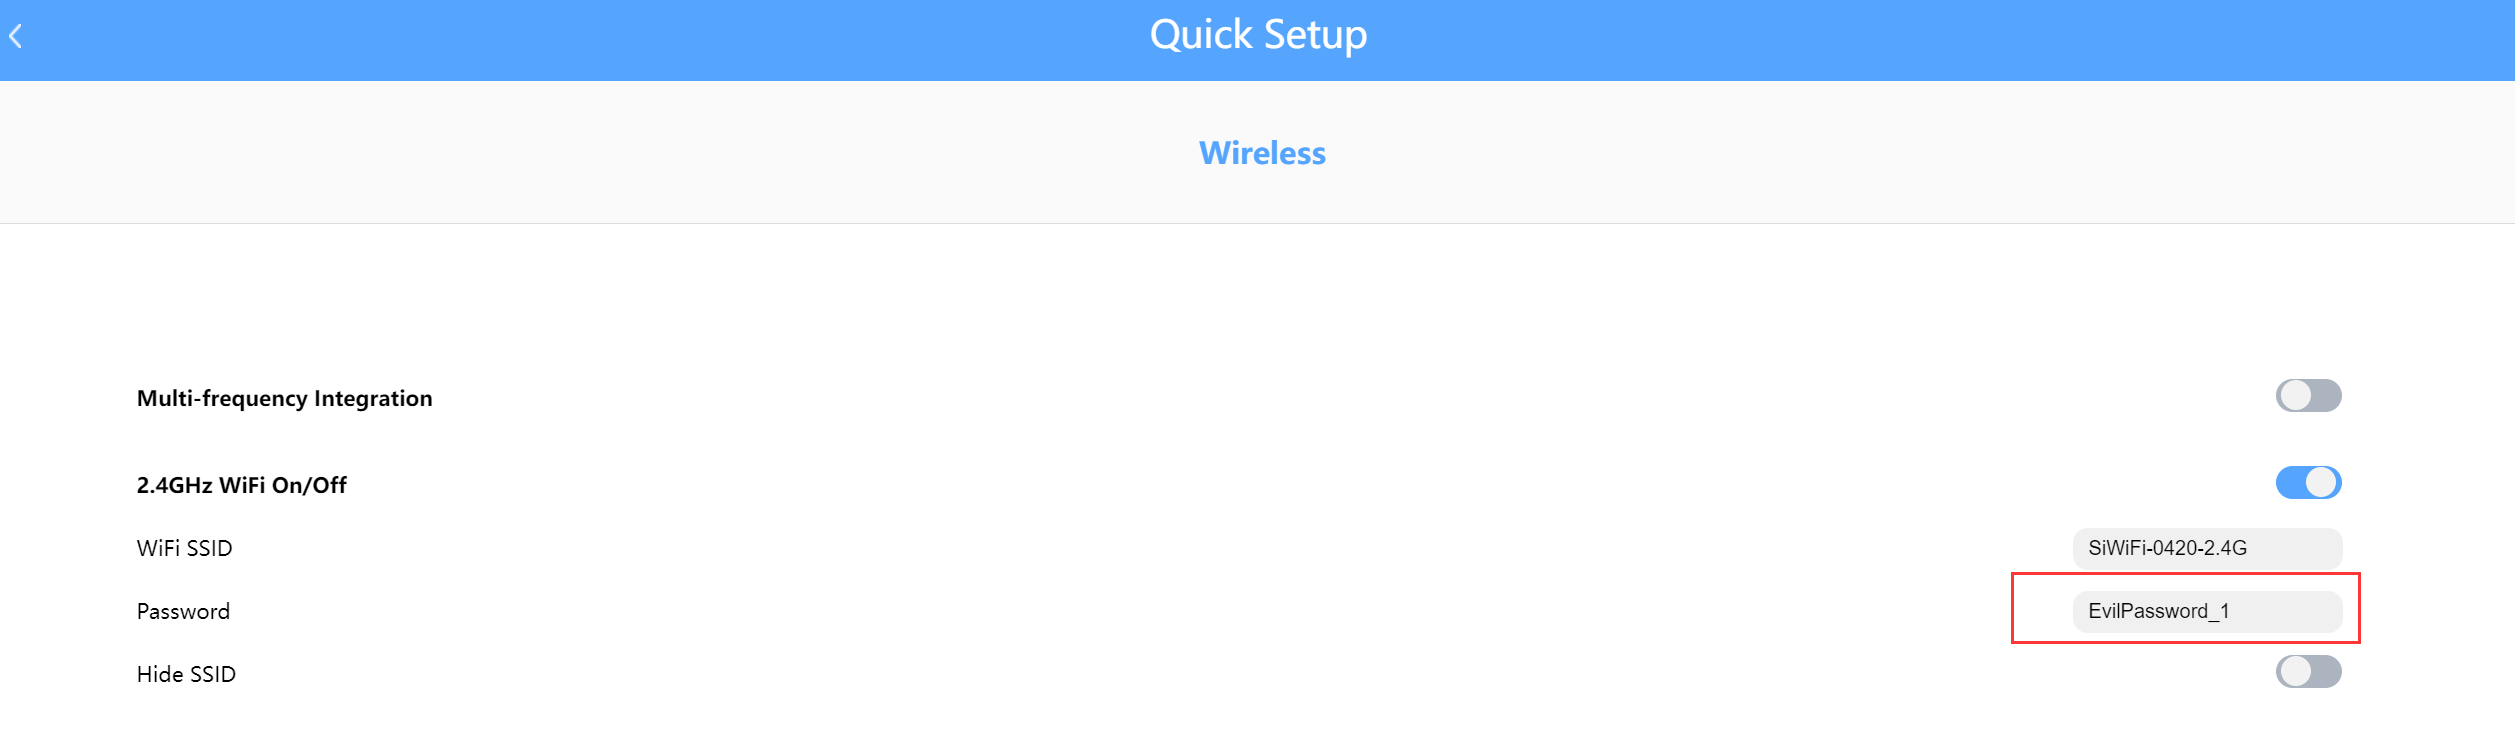 Quick Setup
Wireless
Multi-frequency Integration
2.4GHz WiFi On/Off
WiFi SSID
SiWiFi-0420-2.4G
Password
EvilPassword_1
Hide SSID